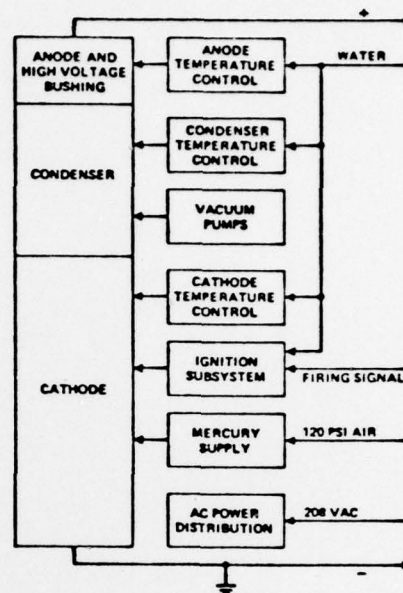 +
ANODE AND
HIGH VOLTAGE
BUSHING
ANODE
TEMPERATURE
CONTROL
WATER
CONDENSER
CONDENSER
TEMPERATURE
CONTROL
VACUUM
PUMPS
CATHODE
TEMPERATURE
CONTROL
CATHODE
IGNITION
SUBSYSTEM
FIRING SIGNAL
MERCURY
SUPPLY
120 PSI AIR
AC POWER
DISTRIBUTION
208 VAC
−